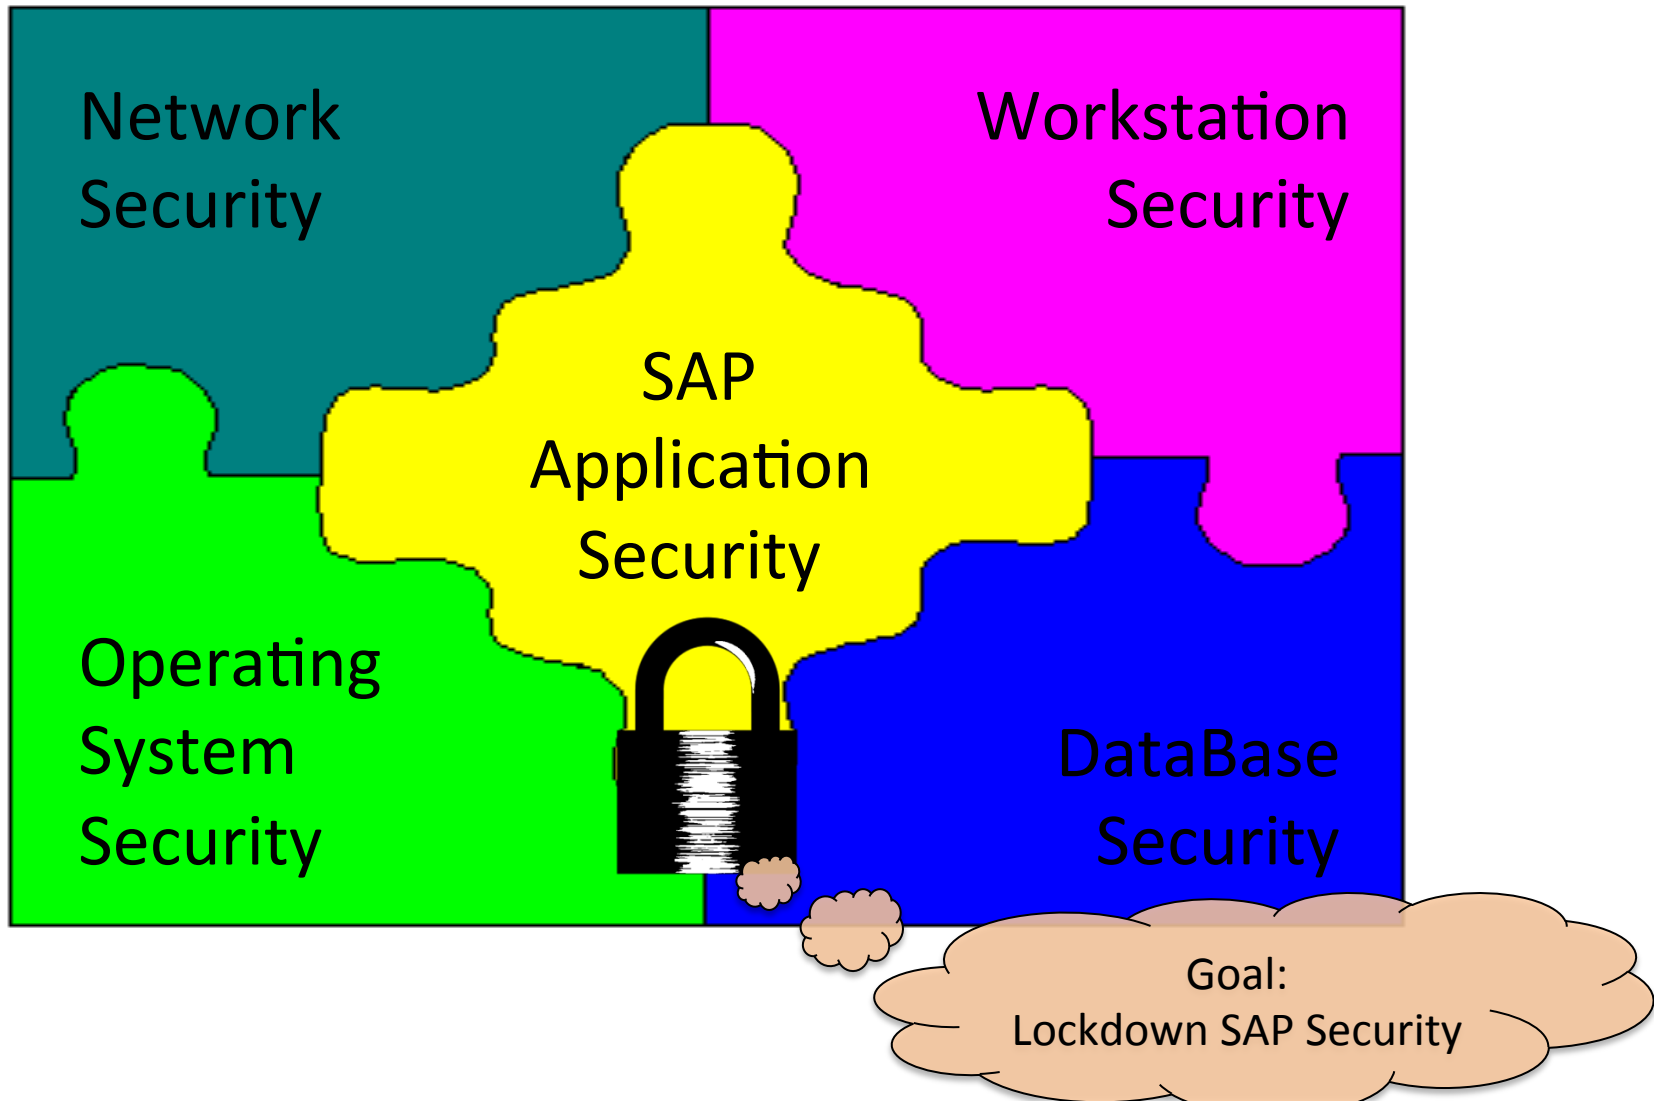 Network
Security
Workstation
Security
SAP
Application
Security
Operating
System
Security
DataBase
Security
Goal:
Lockdown SAP Security